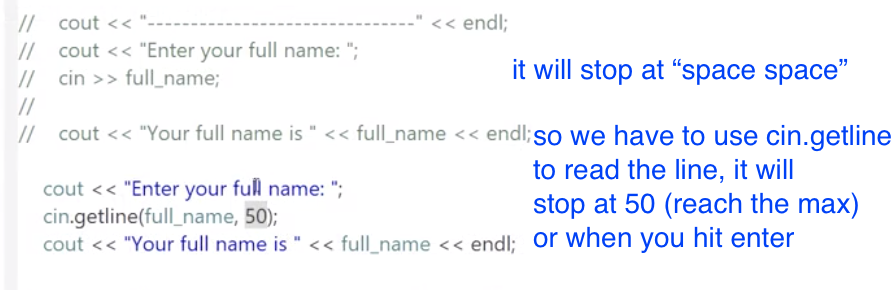 //    cout << "-------------------------------" << endl;
//    cout << "Enter your full name: ";
//    cin >> full_name;
it will stop at “space space”
//
//    cout << "Your full name is " << full_name << endl;
so we have to use cin.getline
to read the line, it will
stop at 50 (reach the max)
or when you hit enter
cout << "Enter your full name: ";
cin.getline(full_name, 50);
cout << "Your full name is " << full_name << endl;